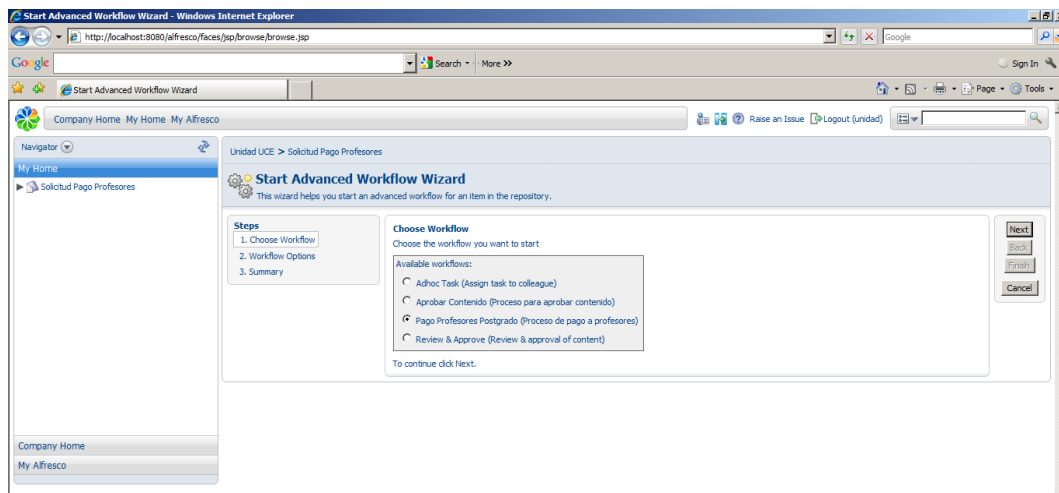 Start Advanced Workflow Wizard - Windows Internet Explorer
http://localhost:8080/alfresco/faces/jsp/browse/browse.jsp
Google
Google
Search
More »
Sign In
Start Advanced Workflow Wizard
Page
Tools
Company Home My Home My Alfresco
Raise an Issue
Logout (unidad)
Navigator
My Home
Solicitud Pago Profesores
Company Home
My Alfresco
Unidad UCE > Solicitud Pago Profesores
Start Advanced Workflow Wizard
This wizard helps you start an advanced workflow for an item in the repository.
Steps
1. Choose Workflow
2. Workflow Options
3. Summary
Choose Workflow
Choose the workflow you want to start
Available workflows:
Adhoc Task (Assign task to colleague)
Aprobar Contenido (Proceso para aprobar contenido)
Pago Profesores Postgrado (Proceso de pago a profesores)
Review & Approve (Review & approval of content)
To continue click Next.
Next
Back
Finish
Cancel